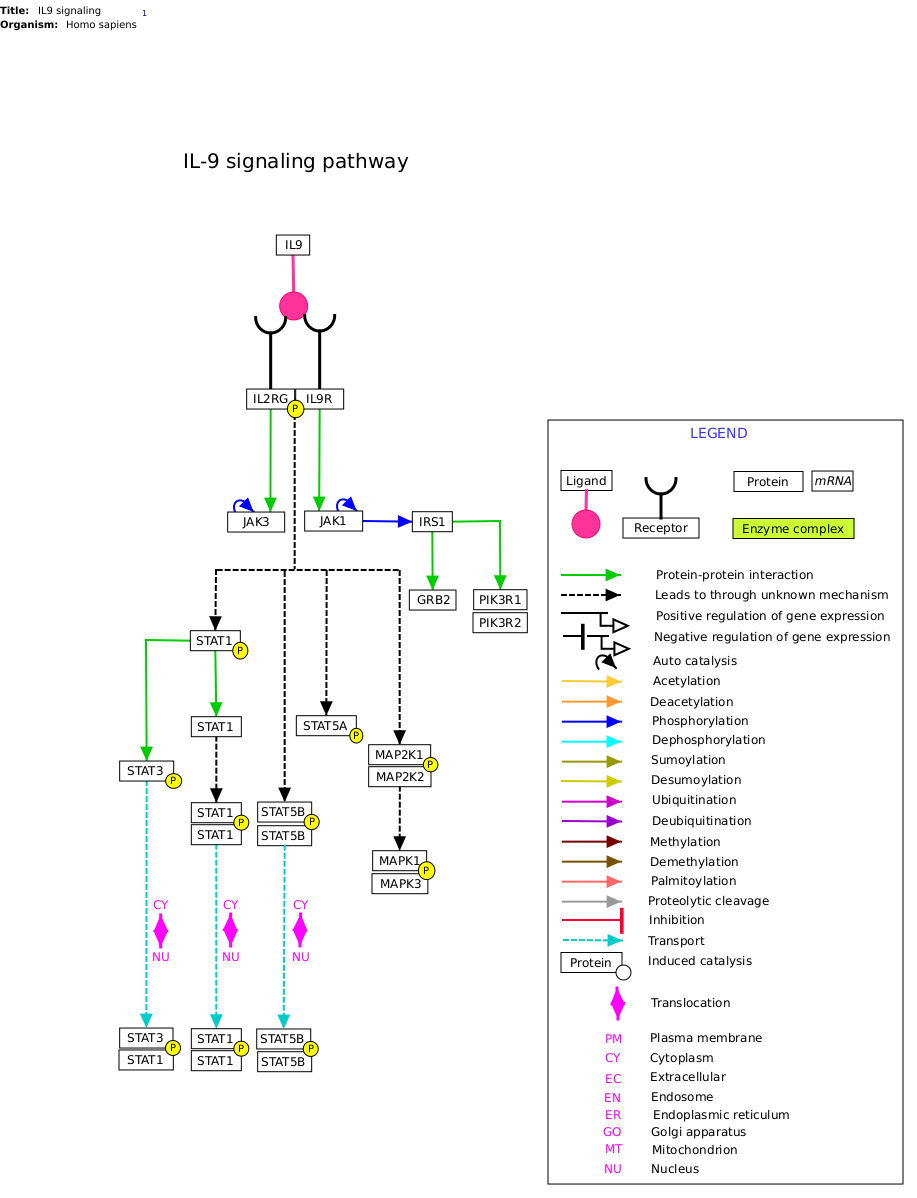 Title: IL9 signaling 1
Organism: Homo sapiens
IL-9 signaling pathway
IL9
IL2RG P IL9R
JAK3
JAK1
IRS1
GRB2
PIK3R1
PIK3R2
STAT1
P
STAT1
STAT5A
P
STAT3
P
MAP2K1
P
MAP2K2
STAT1
P
STAT1
STAT5B
P
STAT5B
MAPK1
P
MAPK3
CY
NU
CY
NU
CY
NU
STAT3
P
STAT1
STAT1
P
STAT1
STAT5B
P
STAT5B
LEGEND
Ligand
Receptor
Protein
mRNA
Enzyme complex
Protein-protein interaction
Leads to through unknown mechanism
Positive regulation of gene expression
Negative regulation of gene expression
Auto catalysis
Acetylation
Deacetylation
Phosphorylation
Dephosphorylation
Sumoylation
Desumoylation
Ubiquitination
Deubiquitination
Methylation
Demethylation
Palmitoylation
Proteolytic cleavage
Inhibition
Transport
Protein Induced catalysis
Translocation
PM Plasma membrane
CY Cytoplasm
EC Extracellular
EN Endosome
ER Endoplasmic reticulum
GO Golgi apparatus
MT Mitochondrion
NU Nucleus